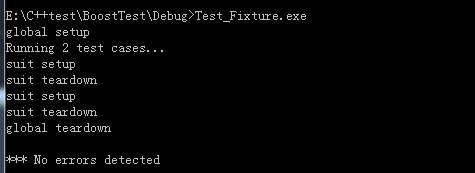 E:\C++test\BoostTest\Debug>Test_Fixture.exe
global setup
Running 2 test cases...
suit setup
suit teardown
suit setup
suit teardown
global teardown
*** No errors detected